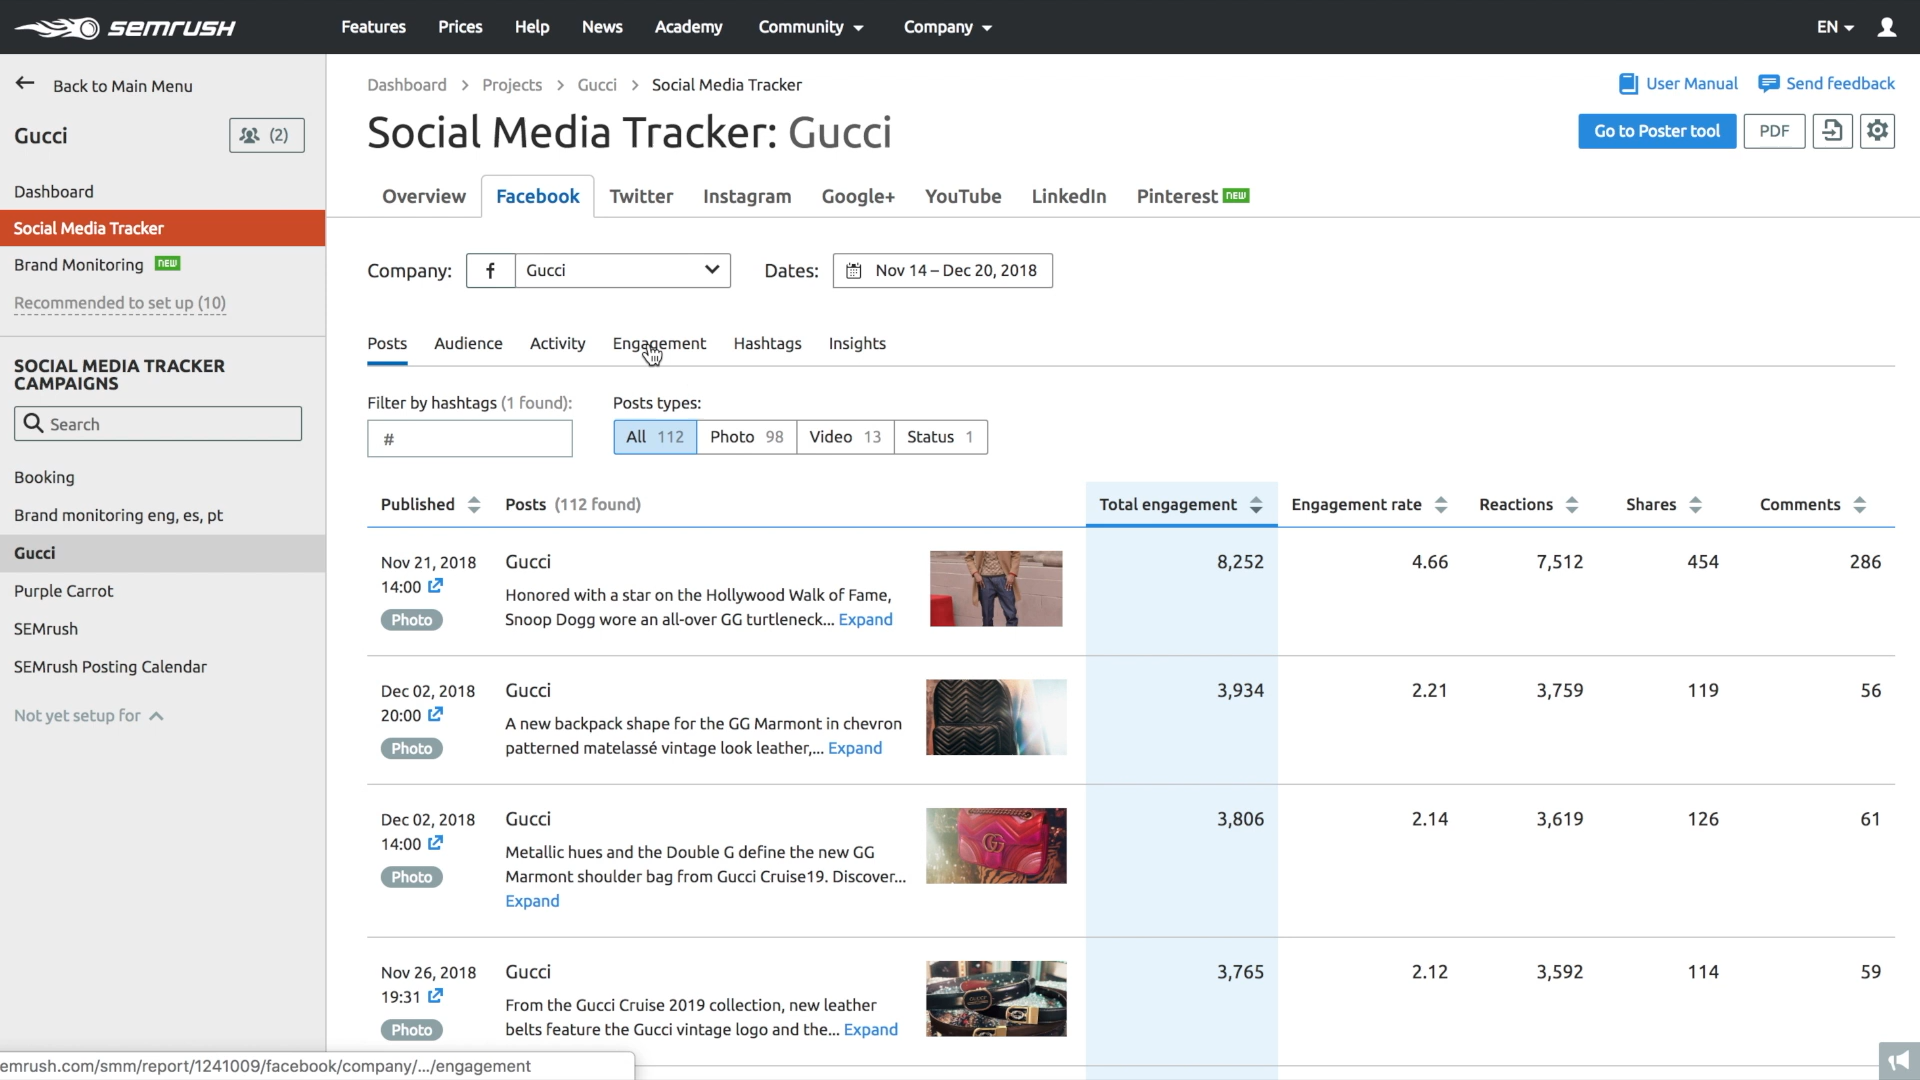 SEMRUSH
Features Prices Help News Academy Community Company EN
Back to Main Menu
Gucci (2)
Dashboard
Social Media Tracker
Brand Monitoring NEW
Recommended to set up (10)
SOCIAL MEDIA TRACKER
CAMPAIGNS
Search
Booking
Brand monitoring eng, es, pt
Gucci
Purple Carrot
SEMrush
SEMrush Posting Calendar
Not yet setup for
Dashboard > Projects > Gucci > Social Media Tracker
User Manual Send feedback
Social Media Tracker: Gucci
Go to Poster tool PDF
Overview Facebook Twitter Instagram Google+ YouTube LinkedIn Pinterest NEW
Company: f Gucci Dates: Nov 14 – Dec 20, 2018
Posts Audience Activity Engagement Hashtags Insights
Filter by hashtags (1 found): Posts types:
# All 112 Photo 98 Video 13 Status 1
Published Posts (112 found) Total engagement Engagement rate Reactions Shares Comments
Nov 21, 2018 Gucci 8,252 4.66 7,512 454 286
14:00
Honored with a star on the Hollywood Walk of Fame,
Photo Snoop Dogg wore an all-over GG turtleneck... Expand
Dec 02, 2018 Gucci 3,934 2.21 3,759 119 56
20:00
A new backpack shape for the GG Marmont in chevron
Photo patterned matelassé vintage look leather,... Expand
Dec 02, 2018 Gucci 3,806 2.14 3,619 126 61
14:00
Metallic hues and the Double G define the new GG
Photo Marmont shoulder bag from Gucci Cruise19. Discover...
Expand
Nov 26, 2018 Gucci 3,765 2.12 3,592 114 59
19:31
From the Gucci Cruise 2019 collection, new leather
Photo belts feature the Gucci vintage logo and the... Expand
emrush.com/smm/report/1241009/facebook/company/.../engagement